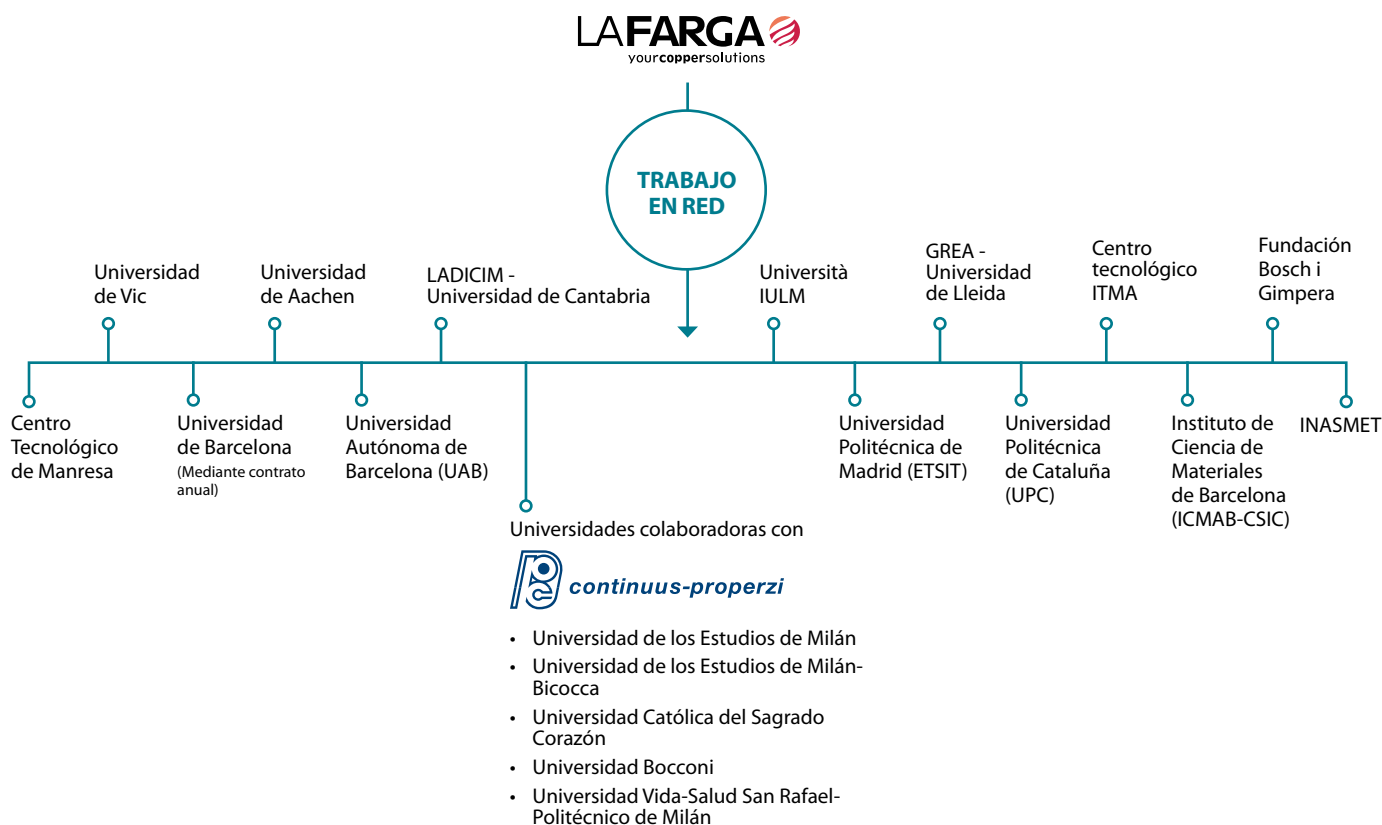 LAFARGA
yourcoppersolutions
TRABAJO
EN RED
Universidad
de Vic
Universidad
de Aachen
LADICIM -
Universidad de Cantabria
Università
IULM
GREA -
Universidad
de Lleida
Centro
tecnológico
ITMA
Fundación
Bosch i
Gimpera
Centro
Tecnológico
de Manresa
Universidad
de Barcelona
(Mediante contrato
anual)
Universidad
Autónoma de
Barcelona (UAB)
Universidad
Politécnica de
Madrid (ETSIT)
Universidad
Politécnica
de Cataluña
(UPC)
Instituto de
Ciencia de
Materiales
de Barcelona
(ICMAB-CSIC)
INASMET
Universidades colaboradoras con
continuus-properzi
• Universidad de los Estudios de Milán
• Universidad de los Estudios de Milán-
Bicocca
• Universidad Católica del Sagrado
Corazón
• Universidad Bocconi
• Universidad Vida-Salud San Rafael-
Politécnico de Milán